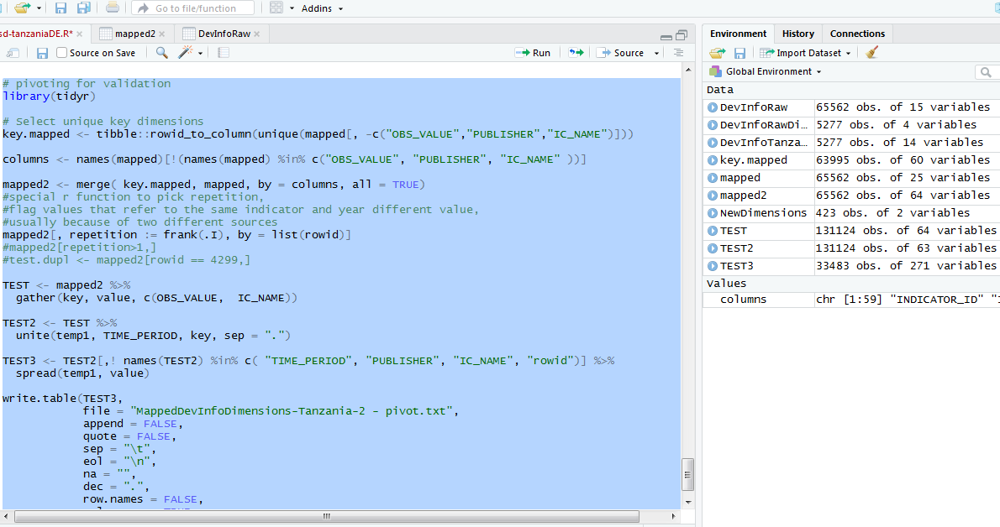 Go to file/function
Addins
sd-tanzaniaDE.R*
mapped2
DevInfoRaw
Source on Save
Run
Source
# pivoting for validation
library(tidyr)
# Select unique key dimensions
key.mapped <- tibble::rowid_to_column(unique(mapped[, -c("OBS_VALUE","PUBLISHER","IC_NAME")]))
columns <- names(mapped)[!(names(mapped) %in% c("OBS_VALUE", "PUBLISHER", "IC_NAME" ))]
mapped2 <- merge( key.mapped, mapped, by = columns, all = TRUE)
#special r function to pick repetition,
#flag values that refer to the same indicator and year different value,
#usually because of two different sources
mapped2[, repetition := frank(.I), by = list(rowid)]
#mapped2[repetition>1,]
#test.dupl <- mapped2[rowid == 4299,]
TEST <- mapped2 %>%
gather(key, value, c(OBS_VALUE,  IC_NAME))
TEST2 <- TEST %>%
unite(temp1, TIME_PERIOD, key, sep = ".")
TEST3 <- TEST2[,! names(TEST2) %in% c( "TIME_PERIOD", "PUBLISHER", "IC_NAME", "rowid")] %>%
spread(temp1, value)
write.table(TEST3,
file = "MappedDevInfoDimensions-Tanzania-2 - pivot.txt",
append = FALSE,
quote = FALSE,
sep = "\t",
eol = "\n",
na = "",
dec = ".",
row.names = FALSE,
Environment
History
Connections
Import Dataset
Global Environment
Data
DevInfoRaw 65562 obs. of 15 variables
DevInfoRawDi… 5277 obs. of 4 variables
DevInfoTanza… 5277 obs. of 14 variables
key.mapped 63995 obs. of 60 variables
mapped 65562 obs. of 25 variables
mapped2 65562 obs. of 64 variables
NewDimensions 423 obs. of 2 variables
TEST 131124 obs. of 64 variables
TEST2 131124 obs. of 63 variables
TEST3 33483 obs. of 271 variables
Values
columns chr [1:59] "INDICATOR_ID"